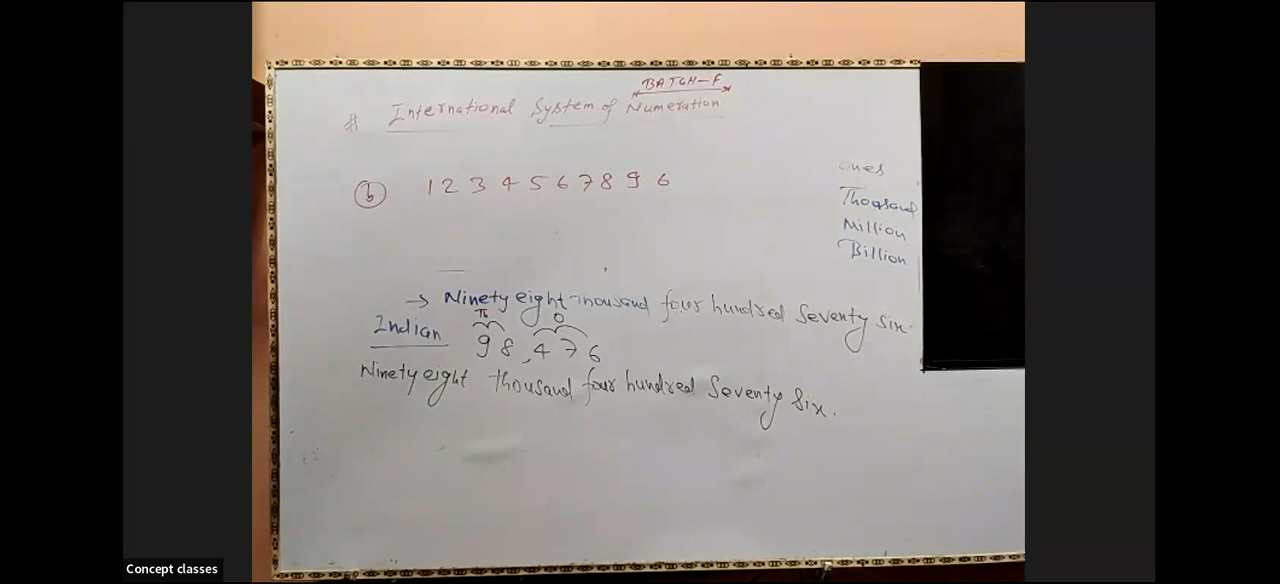 BATCH-F
# International System of Numeration
ones
b 1 2 3 4 5 6 7 8 9 6
Thousand
Million
Billion
→ Ninety eight thousand four hundred Seventy Six.
Th O
Indian 98,476
Ninety eight thousand four hundred Seventy Six.
Concept classes